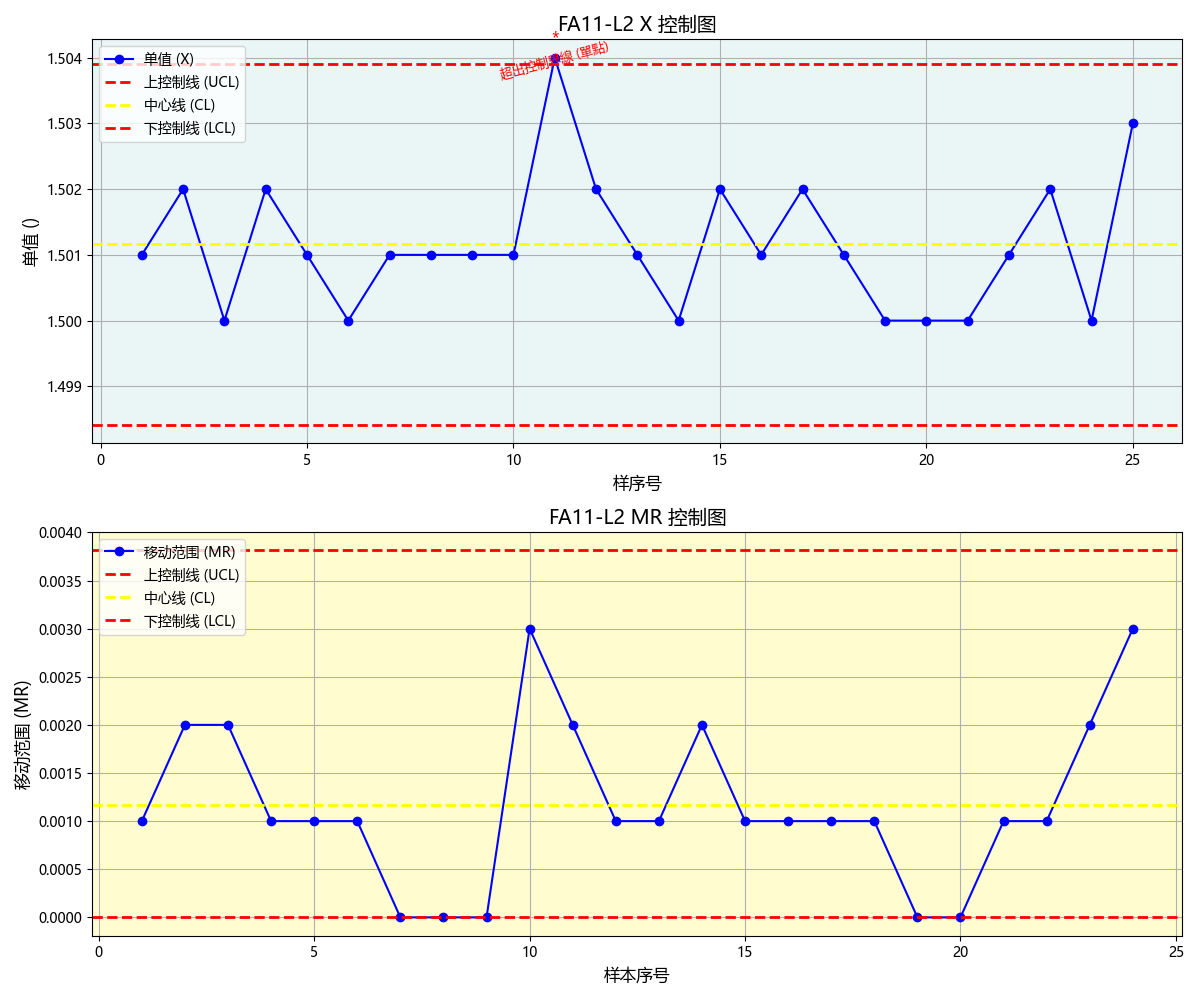 FA11-L2 X 控制图
*
超出控制界線 (單點)
单值 (X)
上控制线 (UCL)
中心线 (CL)
下控制线 (LCL)
单值 ()
1.504
1.503
1.502
1.501
1.500
1.499
0 5 10 15 20 25
样序号
FA11-L2 MR 控制图
移动范围 (MR)
上控制线 (UCL)
中心线 (CL)
下控制线 (LCL)
移动范围 (MR)
0.0040
0.0035
0.0030
0.0025
0.0020
0.0015
0.0010
0.0005
0.0000
0 5 10 15 20 25
样本序号